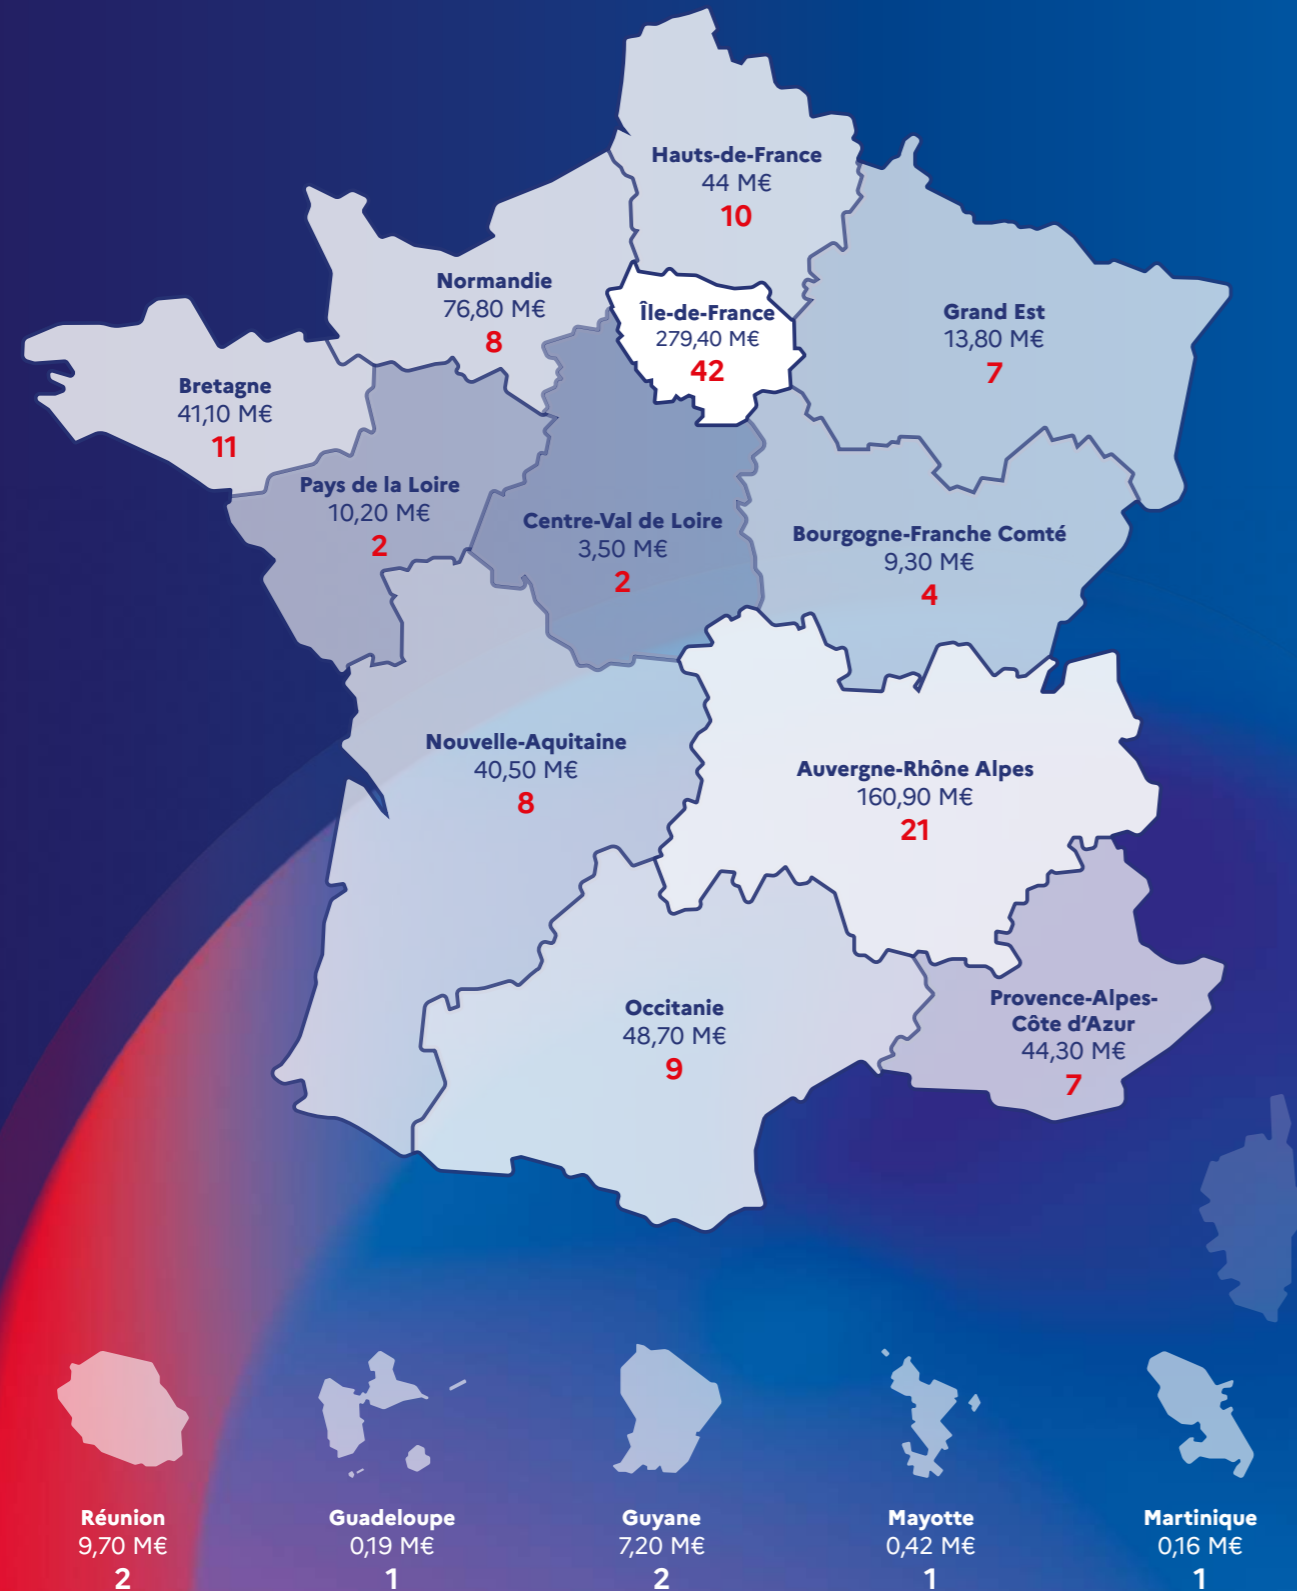 Hauts-de-France
44 M€
10
Normandie
76,80 M€
8
Île-de-France
279,40 M€
42
Grand Est
13,80 M€
7
Bretagne
41,10 M€
11
Pays de la Loire
10,20 M€
2
Centre-Val de Loire
3,50 M€
2
Bourgogne-Franche Comté
9,30 M€
4
Nouvelle-Aquitaine
40,50 M€
8
Auvergne-Rhône Alpes
160,90 M€
21
Occitanie
48,70 M€
9
Provence-Alpes-
Côte d’Azur
44,30 M€
7
Réunion
9,70 M€
2
Guadeloupe
0,19 M€
1
Guyane
7,20 M€
2
Mayotte
0,42 M€
1
Martinique
0,16 M€
1